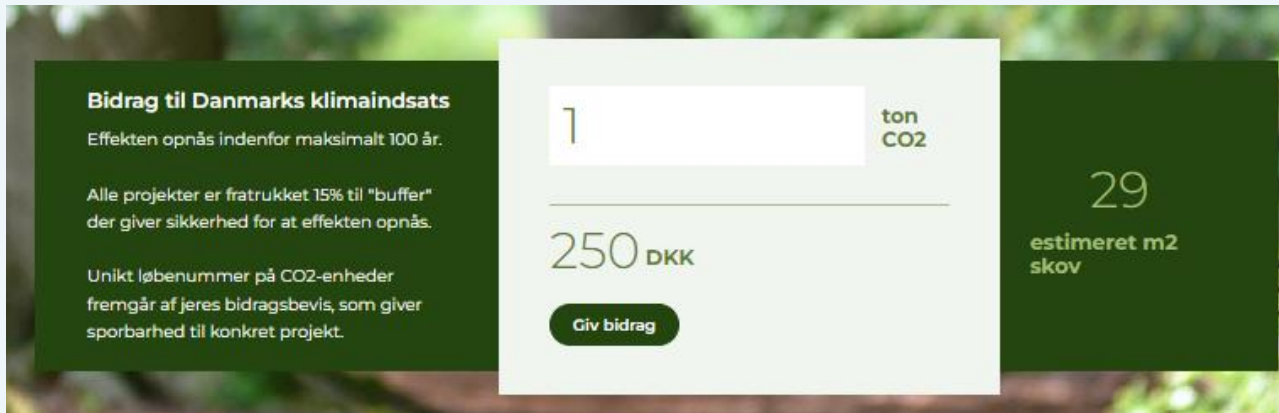 Bidrag til Danmarks klimaindsats
Effekten opnås indenfor maksimalt 100 år.
Alle projekter er fratrukket 15% til "buffer"
der giver sikkerhed for at effekten opnås.
Unikt løbenummer på CO2-enheder
fremgår af jeres bidragsbevis, som giver
sporbarhed til konkret projekt.
1
ton
CO2
250 DKK
Giv bidrag
29
estimeret m2
skov